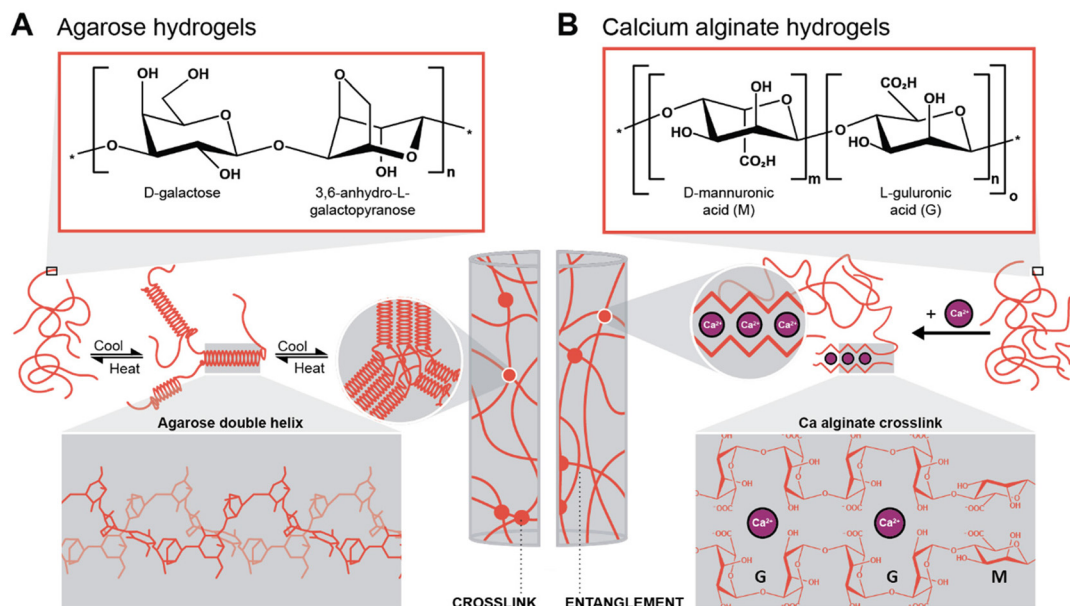 A Agarose hydrogels
OH
OH
O
O
OH
OH
O
O
O
OH
*
*
n
D-galactose
3,6-anhydro-L-
galactopyranose
B Calcium alginate hydrogels
*
O
HO
OH
O
CO₂H
m
O
CO₂H
HO
OH
O
*
n
o
D-mannuronic
acid (M)
L-guluronic
acid (G)
Cool
Heat
Cool
Heat
Ca²⁺
Ca²⁺
Ca²⁺
+ Ca²⁺
Agarose double helix
Ca alginate crosslink
Ca²⁺
Ca²⁺
G
G
M
CROSSLINK
ENTANGLEMENT